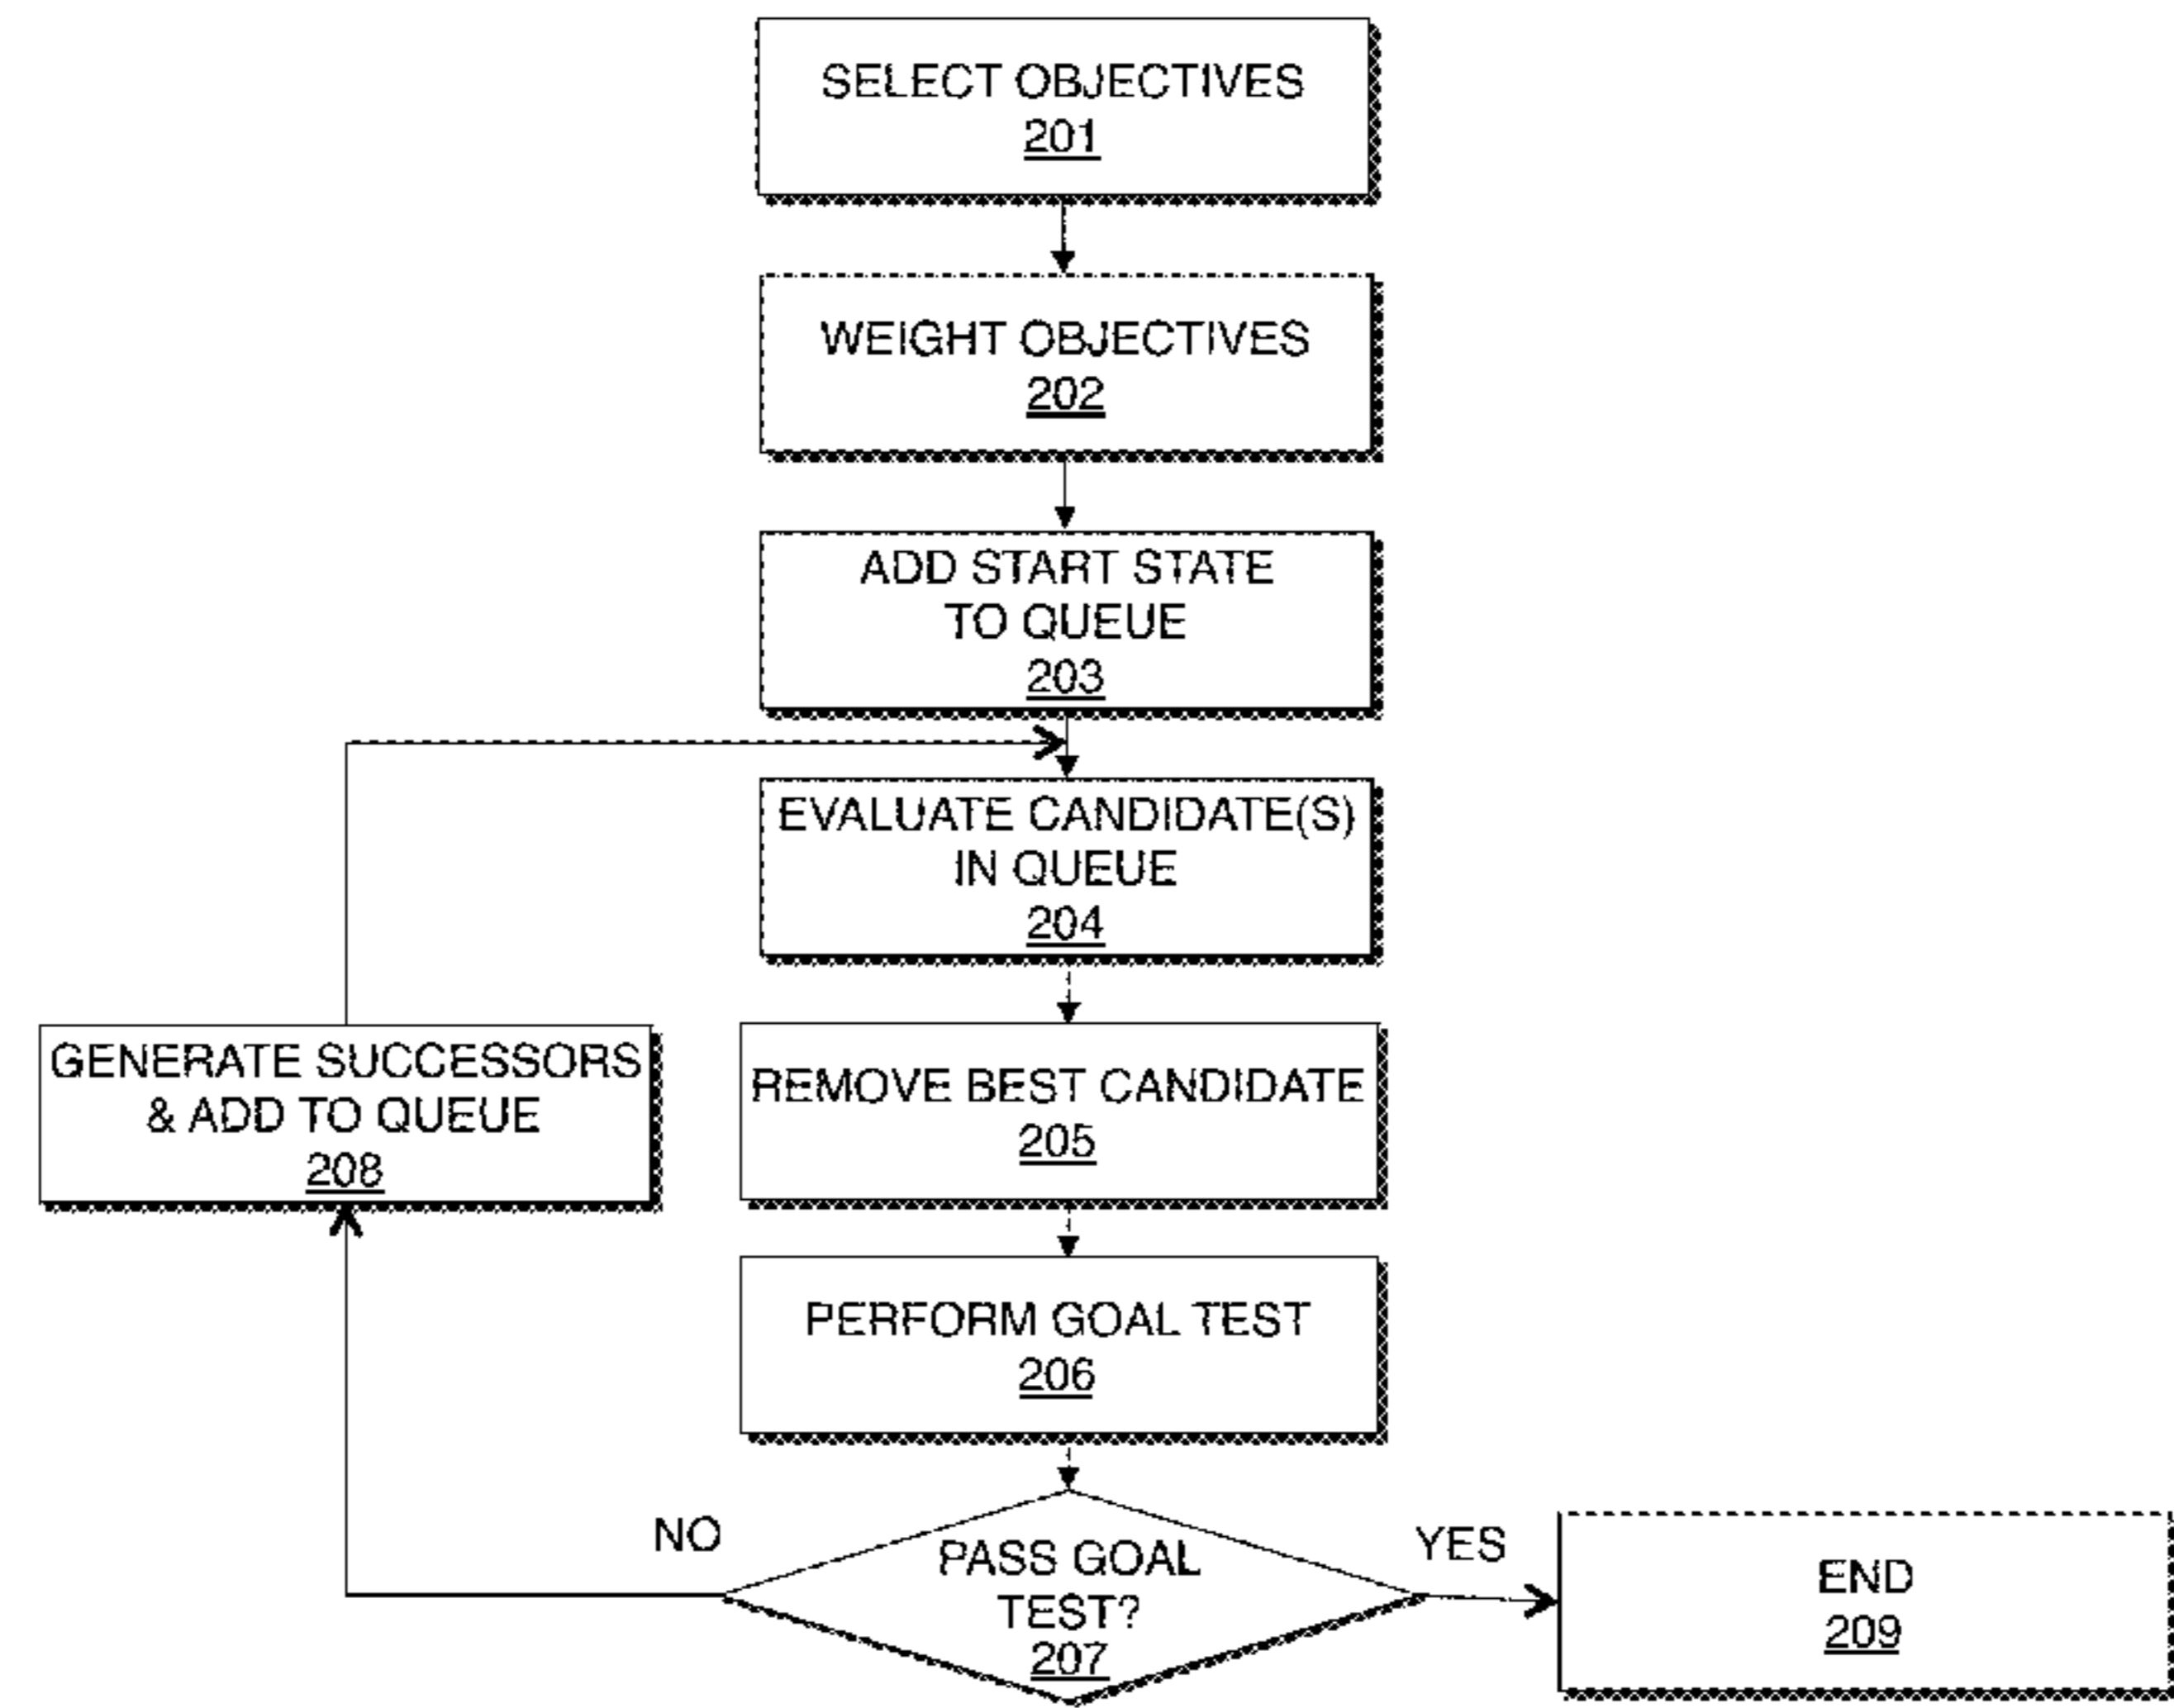 SELECT OBJECTIVES
201
WEIGHT OBJECTIVES
202
ADD START STATE
TO QUEUE
203
EVALUATE CANDIDATE(S)
IN QUEUE
204
GENERATE SUCCESSORS
& ADD TO QUEUE
208
REMOVE BEST CANDIDATE
205
PERFORM GOAL TEST
206
NO
PASS GOAL
TEST?
207
YES
END
209